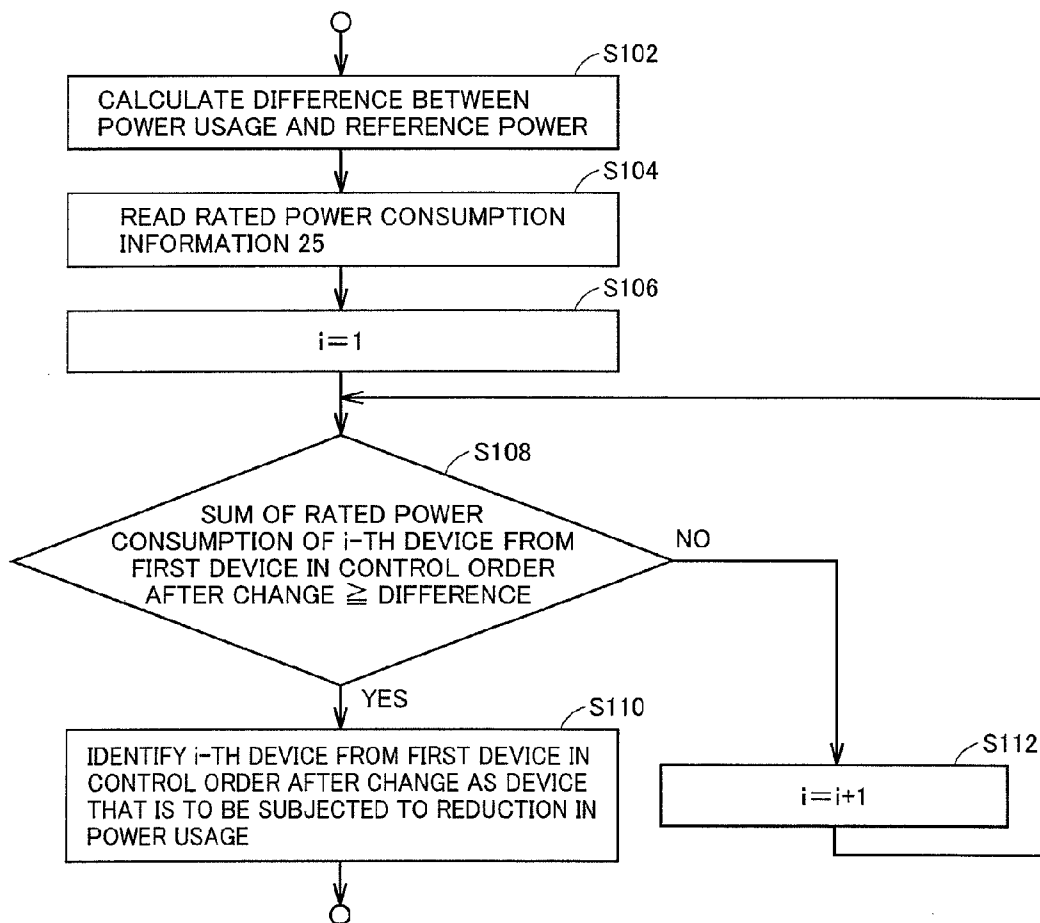 S102
CALCULATE DIFFERENCE BETWEEN
POWER USAGE AND REFERENCE POWER
S104
READ RATED POWER CONSUMPTION
INFORMATION 25
S106
i=1
S108
SUM OF RATED POWER
CONSUMPTION OF i-TH DEVICE FROM
FIRST DEVICE IN CONTROL ORDER
AFTER CHANGE ≧ DIFFERENCE
NO
YES
S110
IDENTIFY i-TH DEVICE FROM FIRST DEVICE IN
CONTROL ORDER AFTER CHANGE AS DEVICE
THAT IS TO BE SUBJECTED TO REDUCTION IN
POWER USAGE
S112
i=i+1